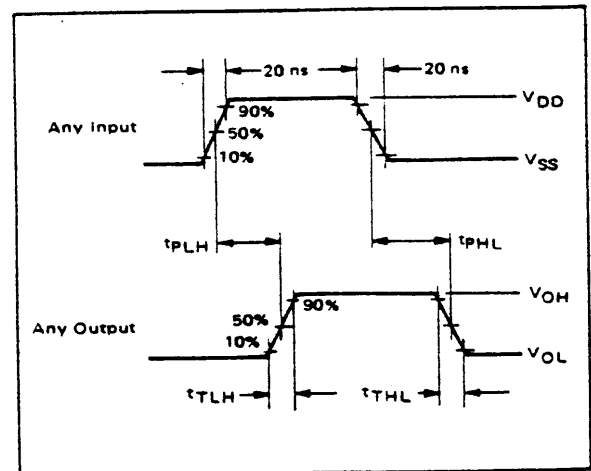 20 ns 20 ns
VDD
90%
Any Input 50%
10%
VSS
tPLH tPHL
VOH
90%
50%
Any Output
10%
VOL
tTLH tTHL